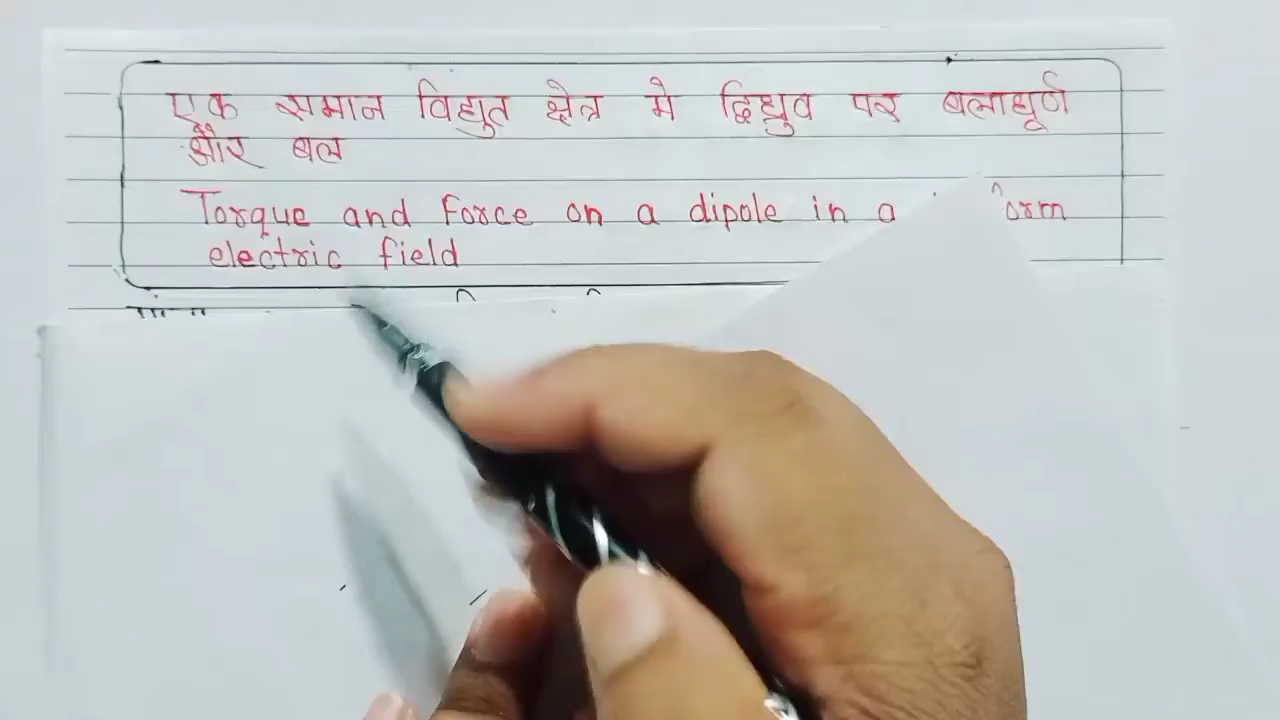 एक समान विद्युत क्षेत्र मे द्विध्रुव पर बलाघूर्ण
और बल
Torque and Force on a dipole in a
electric field